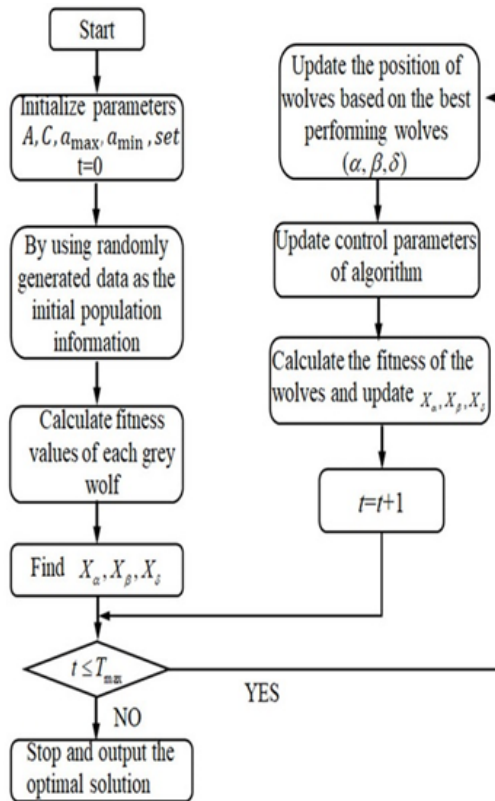 Start
Initialize parameters
A, C, a_max, a_min, set
t=0
By using randomly
generated data as the
initial population
information
Calculate fitness
values of each grey
wolf
Find X_α, X_β, X_δ
t ≤ T_max
NO
Stop and output the
optimal solution
YES
Update the position of
wolves based on the best
performing wolves
(α, β, δ)
Update control parameters
of algorithm
Calculate the fitness of the
wolves and update X_α, X_β, X_δ
t=t+1